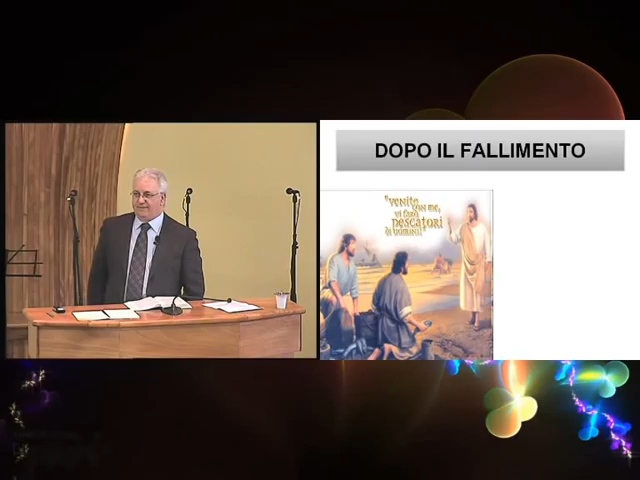 DOPO IL FALLIMENTO
"VENITE
CON ME,
VI FARÒ
PESCATORI
DI UOMINI"